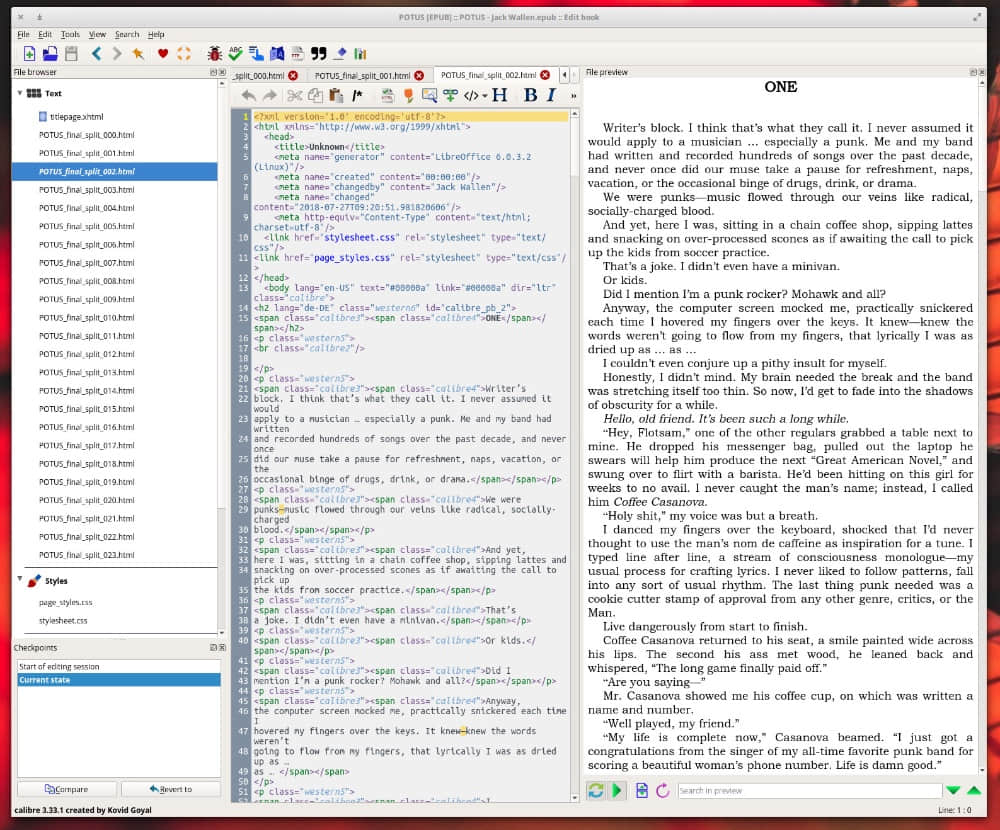 POTUS [EPUB] :: POTUS - Jack Wallen.epub :: Edit book
File Edit Tools View Search Help
File browser
Text
titlepage.xhtml
POTUS_final_split_000.html
POTUS_final_split_001.html
POTUS_final_split_002.html
POTUS_final_split_003.html
POTUS_final_split_004.html
POTUS_final_split_005.html
POTUS_final_split_006.html
POTUS_final_split_007.html
POTUS_final_split_008.html
POTUS_final_split_009.html
POTUS_final_split_010.html
POTUS_final_split_011.html
POTUS_final_split_012.html
POTUS_final_split_013.html
POTUS_final_split_014.html
POTUS_final_split_015.html
POTUS_final_split_016.html
POTUS_final_split_017.html
POTUS_final_split_018.html
POTUS_final_split_019.html
POTUS_final_split_020.html
POTUS_final_split_021.html
POTUS_final_split_022.html
POTUS_final_split_023.html
Styles
page_styles.css
stylesheet.css
Checkpoints
Start of editing session
Current state
Compare Revert to
calibre 3.33.1 created by Kovid Goyal
_split_000.html POTUS_final_split_001.html POTUS_final_split_002.html
1 <?xml version='1.0' encoding='utf-8'?>
2 <html xmlns="http://www.w3.org/1999/xhtml">
3 <head>
4 <title>Unknown</title>
5 <meta name="generator" content="LibreOffice 6.0.3.2
(Linux)"/>
6 <meta name="created" content="00:00:00"/>
7 <meta name="changedby" content="Jack Wallen"/>
8 <meta name="changed"
content="2018-07-27T09:20:51.981820606"/>
9 <meta http-equiv="Content-Type" content="text/html;
charset=utf-8"/>
10 <link href="stylesheet.css" rel="stylesheet" type="text/
css"/>
11 <link href="page_styles.css" rel="stylesheet" type="text/css"/
>
12 </head>
13 <body lang="en-US" text="#00000a" link="#00000a" dir="ltr"
class="calibre">
14 <h2 lang="de-DE" class="western" id="calibre_pb_2">
15 <span class="calibre3"><span class="calibre4">ONE</span></
span></h2>
16 <p class="western5">
17 <br class="calibre2"/>
18
19 </p>
20 <p class="western5">
21 <span class="calibre3"><span class="calibre4">Writer's
22 block. I think that's what they call it. I never assumed it
would
23 apply to a musician … especially a punk. Me and my band had
written
24 and recorded hundreds of songs over the past decade, and never
once
25 did our muse take a pause for refreshment, naps, vacation, or
the
26 occasional binge of drugs, drink, or drama.</span></span></p>
27 <p class="western5">
28 <span class="calibre3"><span class="calibre4">We were
29 punks—music flowed through our veins like radical, socially-
charged
30 blood.</span></span></p>
31 <p class="western5">
32 <span class="calibre3"><span class="calibre4">And yet,
33 here I was, sitting in a chain coffee shop, sipping lattes and
34 snacking on over-processed scones as if awaiting the call to
pick up
35 the kids from soccer practice.</span></span></p>
36 <p class="western5">
37 <span class="calibre3"><span class="calibre4">That's
38 a joke. I didn't even have a minivan.</span></span></p>
39 <p class="western5">
40 <span class="calibre3"><span class="calibre4">Or kids.</
span></span></p>
41 <p class="western5">
42 <span class="calibre3"><span class="calibre4">Did I
43 mention I'm a punk rocker? Mohawk and all?</span></span></p>
44 <p class="western5">
45 <span class="calibre3"><span class="calibre4">Anyway,
46 the computer screen mocked me, practically snickered each time
I
47 hovered my fingers over the keys. It knew—knew the words
weren't
48 going to flow from my fingers, that lyrically I was as dried
up as …
49 as … </span></span>
50 </p>
51 <p class="western5">
File preview
ONE
Writer's block. I think that's what they call it. I never assumed it
would apply to a musician … especially a punk. Me and my band
had written and recorded hundreds of songs over the past decade,
and never once did our muse take a pause for refreshment, naps,
vacation, or the occasional binge of drugs, drink, or drama.
We were punks—music flowed through our veins like radical,
socially-charged blood.
And yet, here I was, sitting in a chain coffee shop, sipping lattes
and snacking on over-processed scones as if awaiting the call to pick
up the kids from soccer practice.
That's a joke. I didn't even have a minivan.
Or kids.
Did I mention I'm a punk rocker? Mohawk and all?
Anyway, the computer screen mocked me, practically snickered
each time I hovered my fingers over the keys. It knew—knew the
words weren't going to flow from my fingers, that lyrically I was as
dried up as … as …
I couldn't even conjure up a pithy insult for myself.
Honestly, I didn't mind. My brain needed the break and the band
was stretching itself too thin. So now, I'd get to fade into the shadows
of obscurity for a while.
Hello, old friend. It's been such a long while.
“Hey, Flotsam,” one of the other regulars grabbed a table next to
mine. He dropped his messenger bag, pulled out the laptop he
swears will help him produce the next “Great American Novel,” and
swung over to flirt with a barista. He'd been hitting on this girl for
weeks to no avail. I never caught the man's name; instead, I called
him Coffee Casanova.
“Holy shit,” my voice was but a breath.
I danced my fingers over the keyboard, shocked that I'd never
thought to use the man's nom de caffeine as inspiration for a tune. I
typed line after line, a stream of consciousness monologue—my
usual process for crafting lyrics. I never liked to follow patterns, fall
into any sort of usual rhythm. The last thing punk needed was a
cookie cutter stamp of approval from any other genre, critics, or the
Man.
Live dangerously from start to finish.
Coffee Casanova returned to his seat, a smile painted wide across
his lips. The second his ass met wood, he leaned back and
whispered, “The long game finally paid off.”
“Are you saying—”
Mr. Casanova showed me his coffee cup, on which was written a
name and number.
“Well played, my friend.”
“My life is complete now,” Casanova beamed. “I just got a
congratulations from the singer of my all-time favorite punk band for
scoring a beautiful woman's phone number. Life is damn good.”
Search in preview
Line: 1 : 0